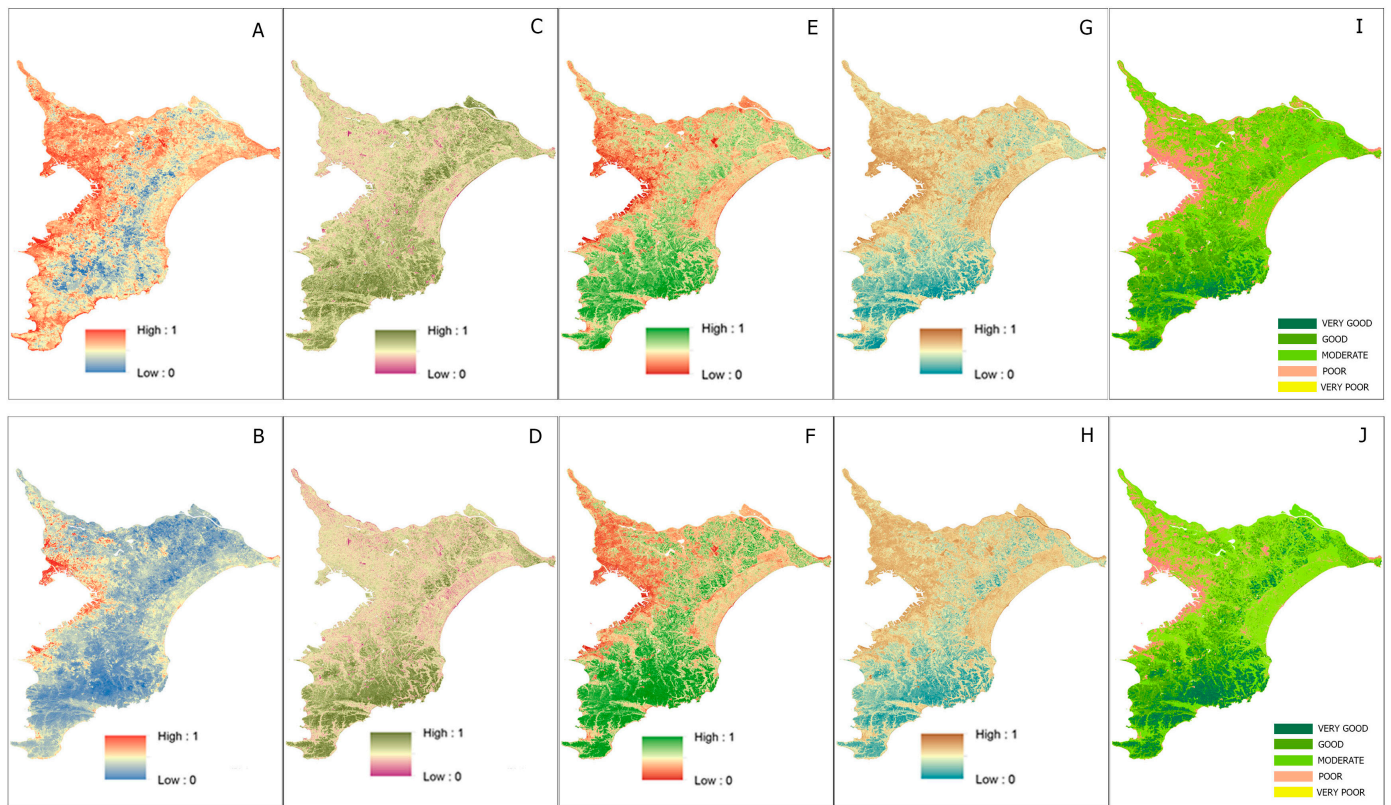 A
C
E
G
I
High : 1
Low : 0
High : 1
Low : 0
High : 1
Low : 0
High : 1
Low : 0
VERY GOOD
GOOD
MODERATE
POOR
VERY POOR
B
D
F
H
J
High : 1
Low : 0
High : 1
Low : 0
High : 1
Low : 0
High : 1
Low : 0
VERY GOOD
GOOD
MODERATE
POOR
VERY POOR